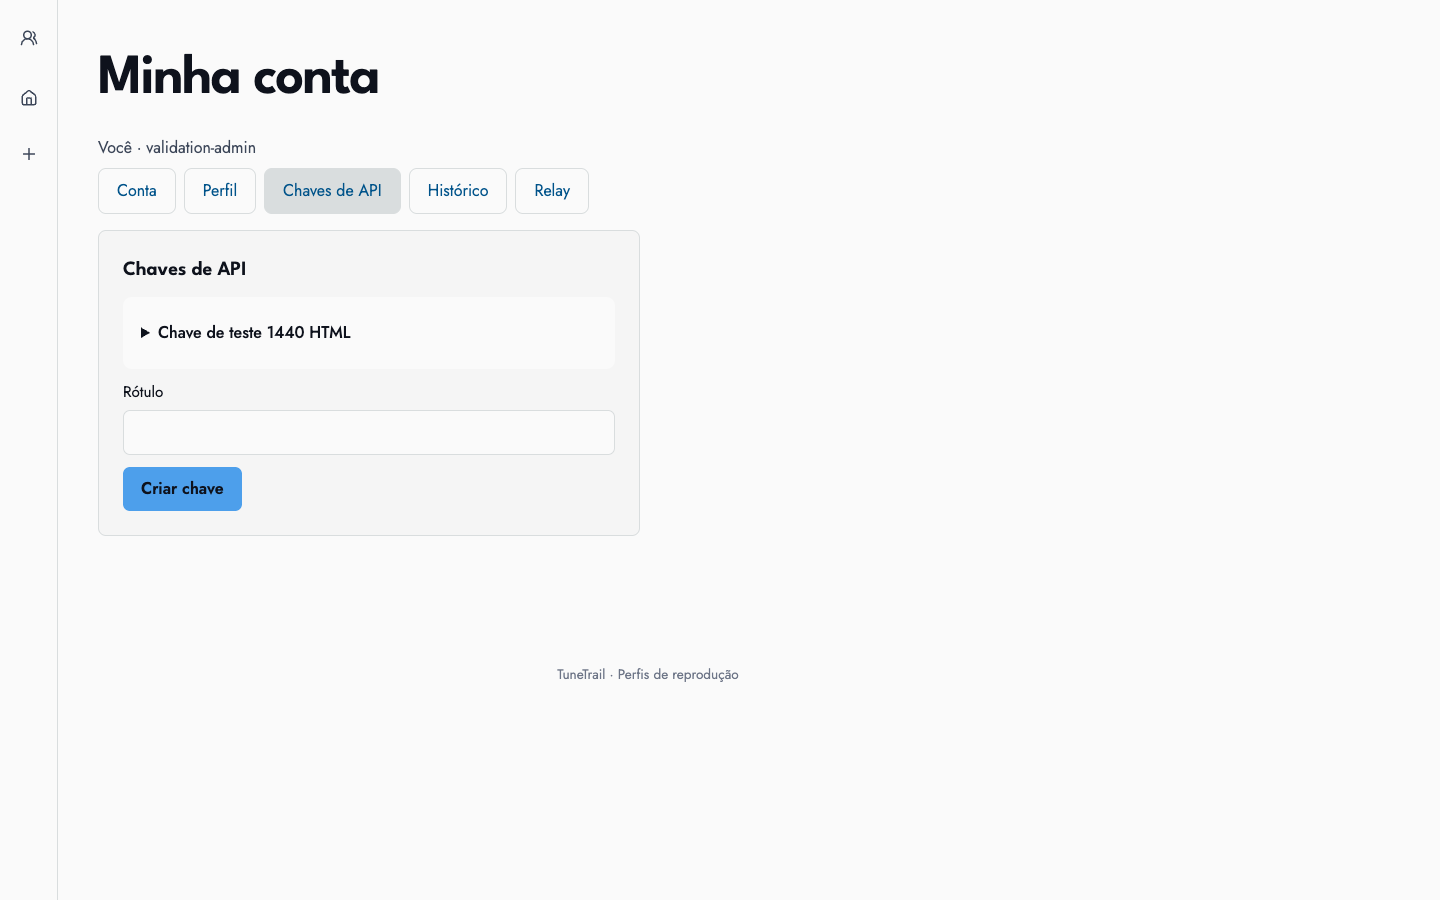 Minha conta
Você · validation-admin
Conta
Perfil
Chaves de API
Histórico
Relay
Chaves de API
Chave de teste 1440 HTML
Rótulo
Criar chave
TuneTrail · Perfis de reprodução